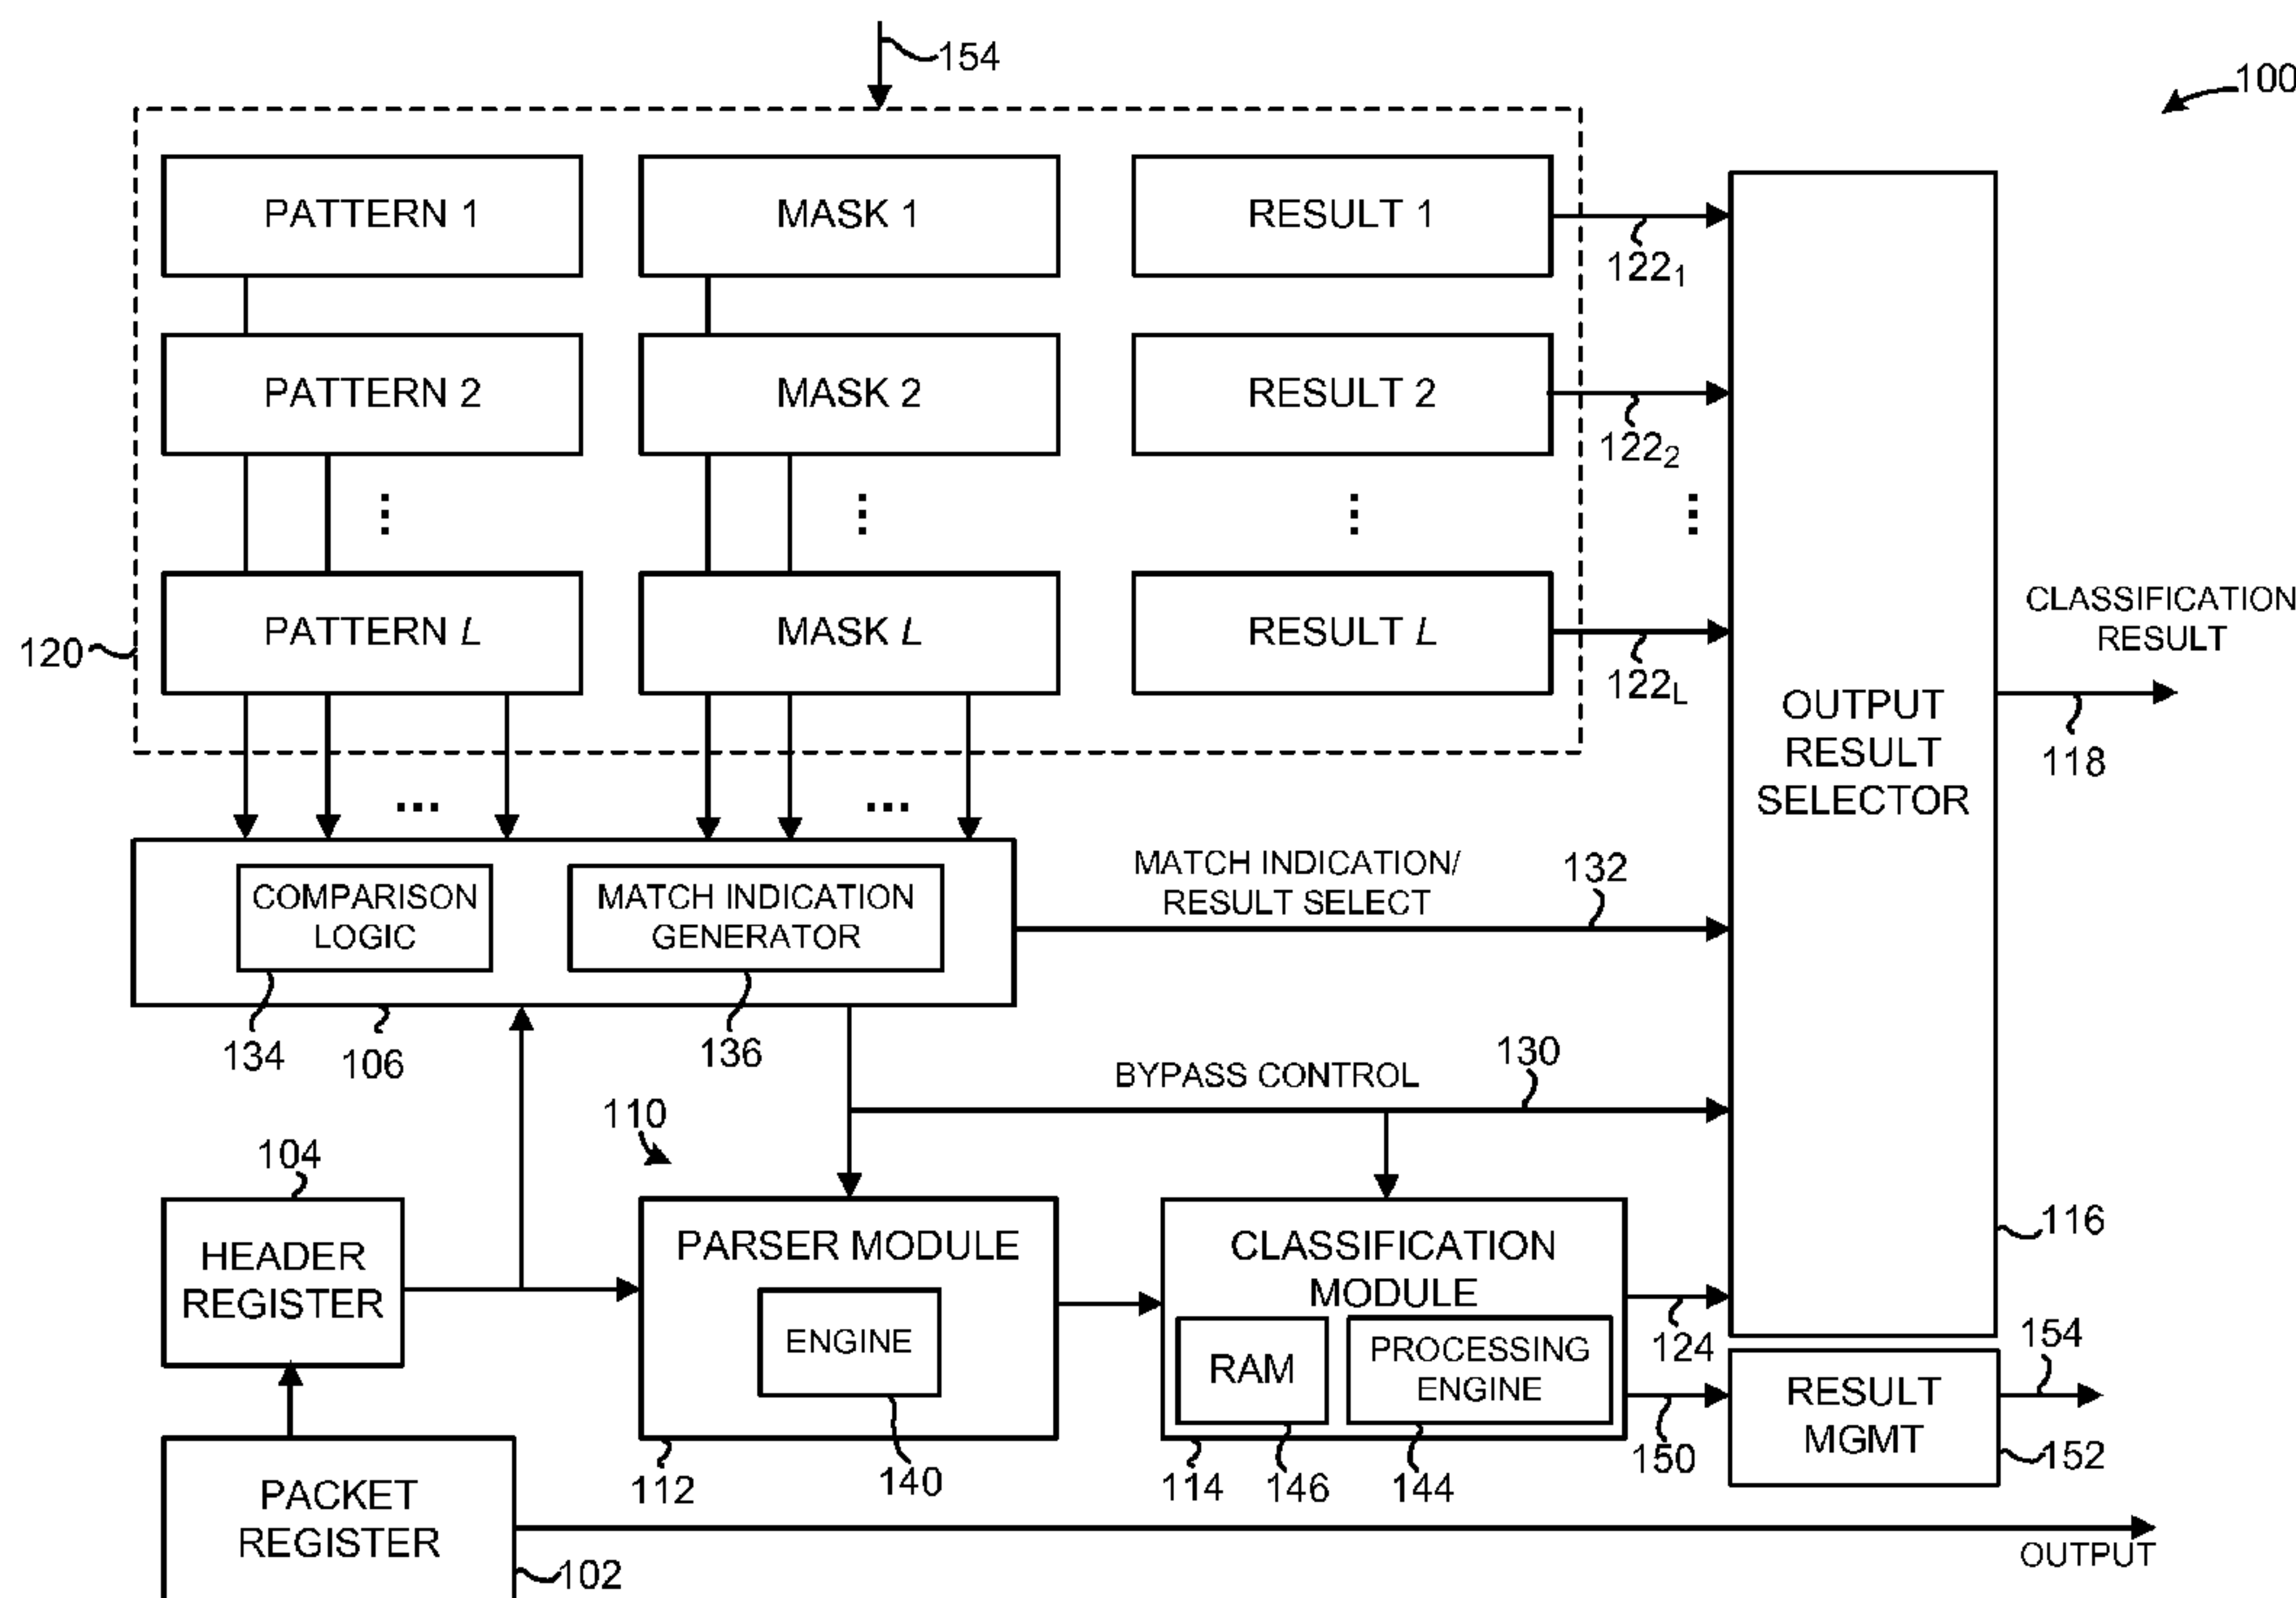 154
100
PATTERN 1
MASK 1
RESULT 1
122₁
PATTERN 2
MASK 2
RESULT 2
122₂
PATTERN L
MASK L
RESULT L
122L
120
CLASSIFICATION
RESULT
118
OUTPUT
RESULT
SELECTOR
116
COMPARISON
LOGIC
134
MATCH INDICATION
GENERATOR
136
106
MATCH INDICATION/
RESULT SELECT
132
BYPASS CONTROL
130
110
104
HEADER
REGISTER
PARSER MODULE
ENGINE
140
112
CLASSIFICATION
MODULE
RAM
PROCESSING
ENGINE
114
146
144
124
150
RESULT
MGMT
154
152
PACKET
REGISTER
102
OUTPUT